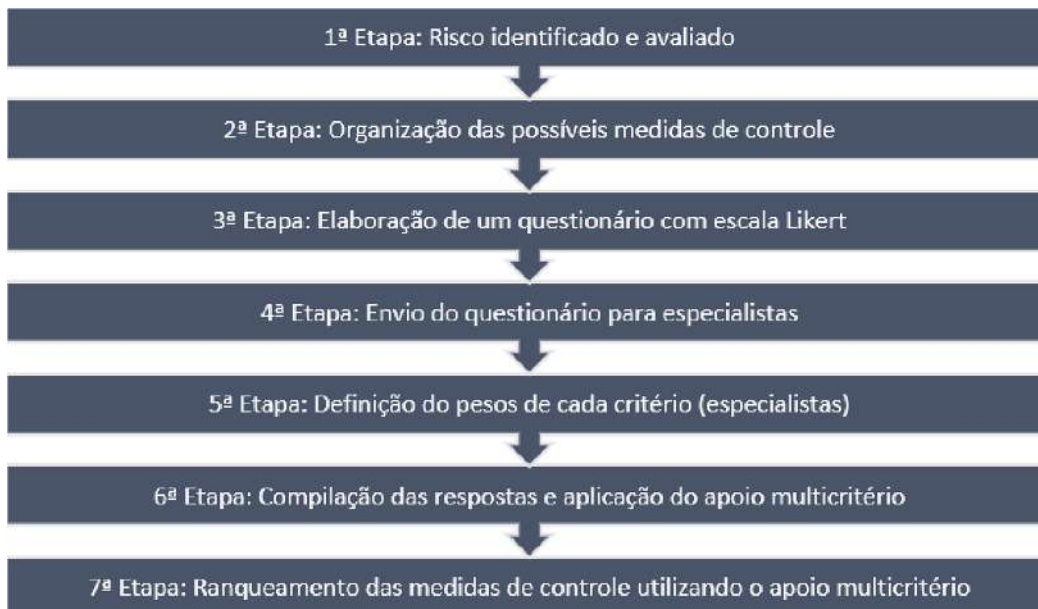 1ª Etapa: Risco identificado e avaliado
2ª Etapa: Organização das possíveis medidas de controle
3ª Etapa: Elaboração de um questionário com escala Likert
4ª Etapa: Envio do questionário para especialistas
5ª Etapa: Definição do pesos de cada critério (especialistas)
6ª Etapa: Compilação das respostas e aplicação do apoio multicritério
7ª Etapa: Ranqueamento das medidas de controle utilizando o apoio multicritério